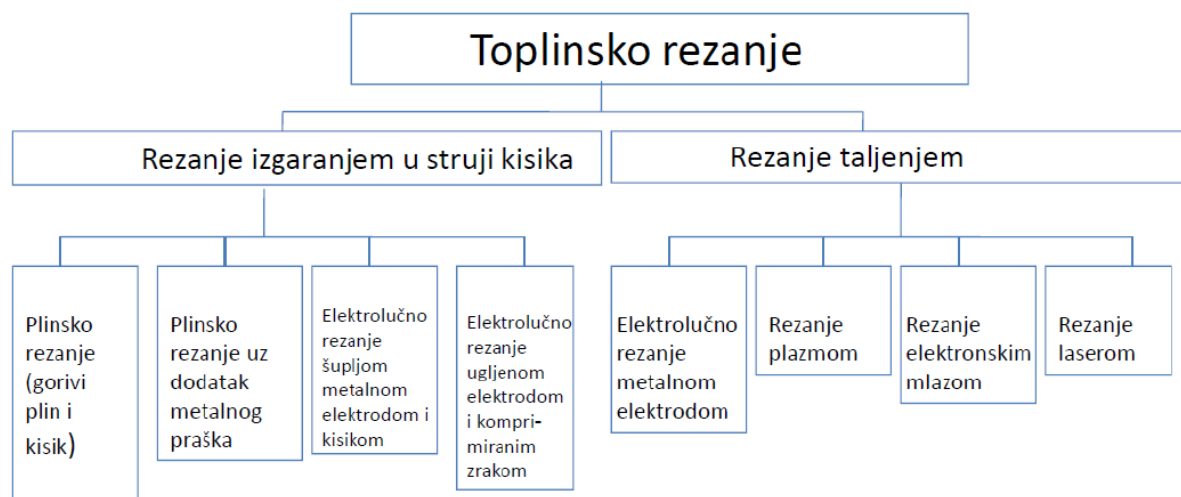 Toplinsko rezanje
Rezanje izgaranjem u struji kisika
Rezanje taljenjem
Plinsko
rezanje
(gorivi
plin i
kisik)
Plinsko
rezanje uz
dodatak
metalnog
praška
Elektrolučno
rezanje
šupljom
metalnom
elektrodom i
kisikom
Elektrolučno
rezanje
ugljenom
elektrodom
i kompri-
miranim
zrakom
Elektrolučno
rezanje
metalnom
elektrodom
Rezanje
plazmom
Rezanje
elektronskim
mlazom
Rezanje
laserom